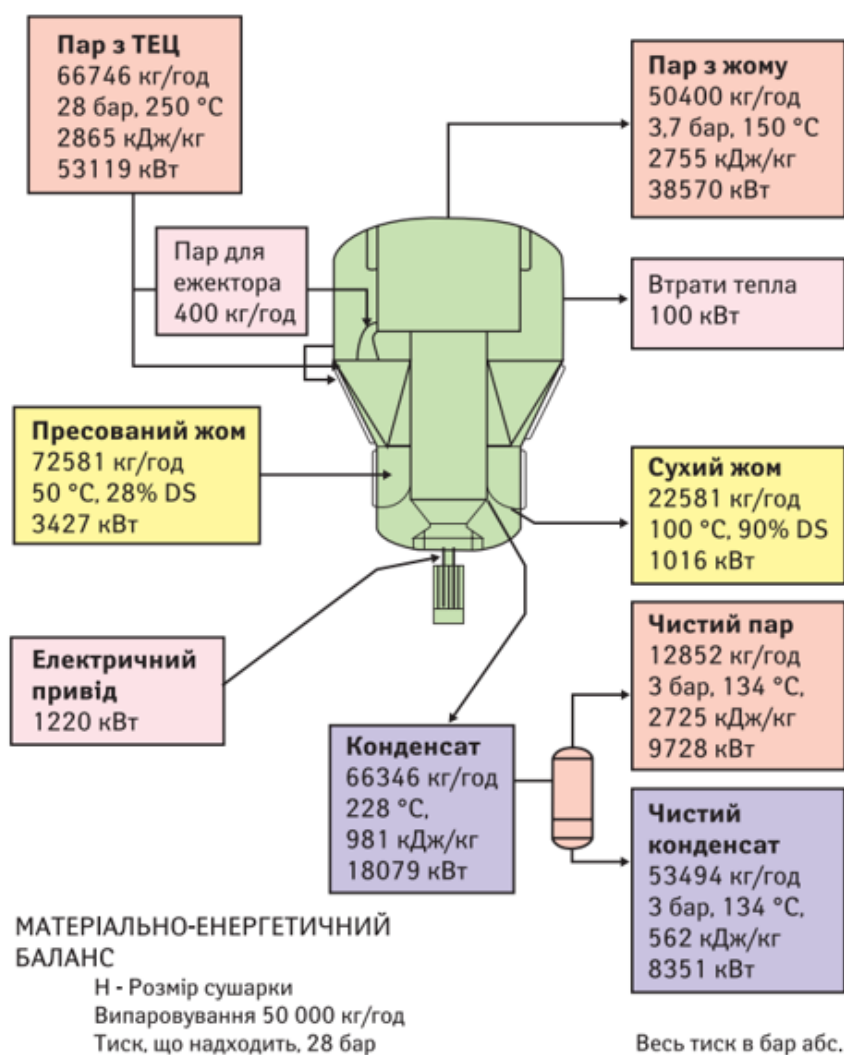 Пар з ТЕЦ
66746 кг/год
28 бар, 250 °C
2865 кДж/кг
53119 кВт
Пар з жому
50400 кг/год
3,7 бар, 150 °C
2755 кДж/кг
38570 кВт
Пар для
ежектора
400 кг/год
Втрати тепла
100 кВт
Пресований жом
72581 кг/год
50 °C, 28% DS
3427 кВт
Сухий жом
22581 кг/год
100 °C, 90% DS
1016 кВт
Електричний
привід
1220 кВт
Конденсат
66346 кг/год
228 °C,
981 кДж/кг
18079 кВт
Чистий пар
12852 кг/год
3 бар, 134 °C,
2725 кДж/кг
9728 кВт
Чистий
конденсат
53494 кг/год
3 бар, 134 °C,
562 кДж/кг
8351 кВт
МАТЕРІАЛЬНО-ЕНЕРГЕТИЧНИЙ
БАЛАНС
Н - Розмір сушарки
Випаровування 50 000 кг/год
Тиск, що надходить, 28 бар
Весь тиск в бар абс.